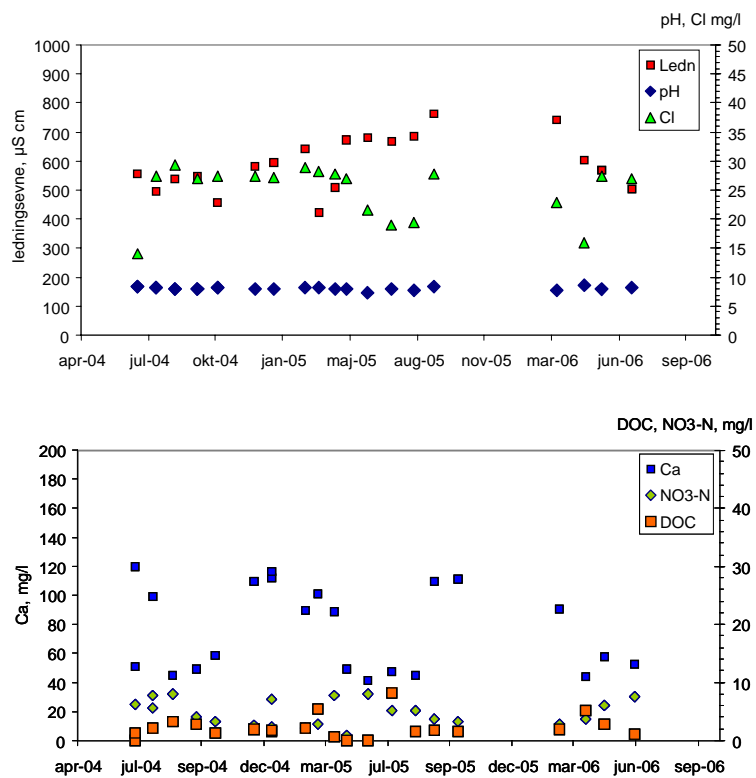 pH, Cl mg/l
1000 50
900 45
800 40
700 35
600 30
500 25
400 20
300 15
200 10
100 5
0 0
ledningsevne, µS cm
Ledn
pH
Cl
apr-04 jul-04 okt-04 jan-05 maj-05 aug-05 nov-05 mar-06 jun-06 sep-06
DOC, NO3-N, mg/l
200 50
180
160 40
140
120 30
100
80 20
60
40 10
20
0 0
Ca, mg/l
Ca
NO3-N
DOC
apr-04 jul-04 sep-04 dec-04 mar-05 jul-05 sep-05 dec-05 mar-06 jun-06 sep-06